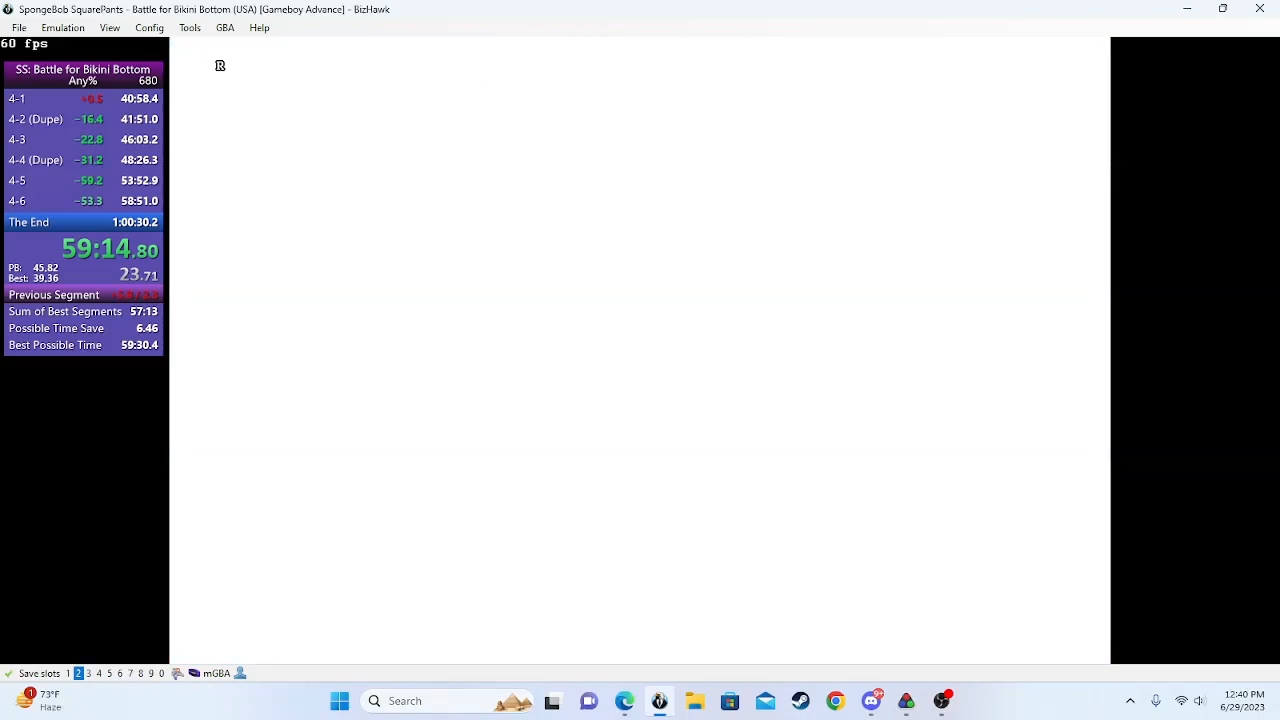 SpongeBob SquarePants - Battle for Bikini Bottom (USA) [Gameboy Advance] - BizHawk
File Emulation View Config Tools GBA Help
60 fps
R
SS: Battle for Bikini Bottom
Any% 680
4-1 +0.5 40:58.4
4-2 (Dupe) −16.4 41:51.0
4-3 −22.8 46:03.2
4-4 (Dupe) −31.2 48:26.3
4-5 −59.2 53:52.9
4-6 −53.3 58:51.0
The End 1:00:30.2
59:14.80
PB: 45.82
Best: 39.36 23.71
Previous Segment
Sum of Best Segments 57:13
Possible Time Save 6.46
Best Possible Time 59:30.4
Save slots 1 2 3 4 5 6 7 8 9 0 mGBA
1 73°F
Haze
Search
9+
12:40 PM
6/29/2023